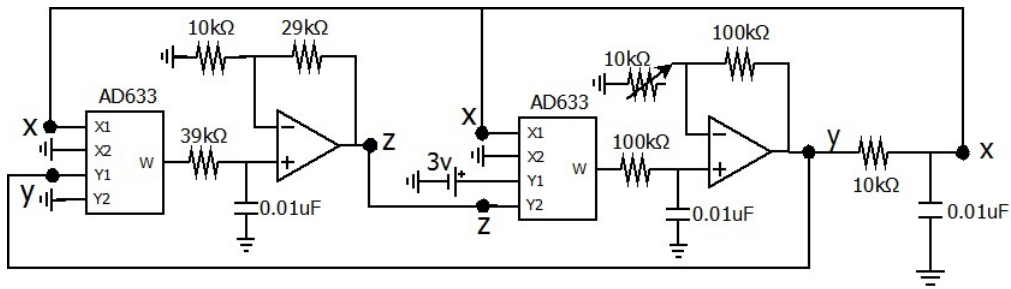 10kΩ
29kΩ
100kΩ
10kΩ
AD633
AD633
x
X1
X2
W
Y1
Y2
y
39kΩ
0.01uF
−
+
z
x
X1
X2
W
Y1
Y2
3v
+
z
100kΩ
0.01uF
−
+
y
10kΩ
x
0.01uF